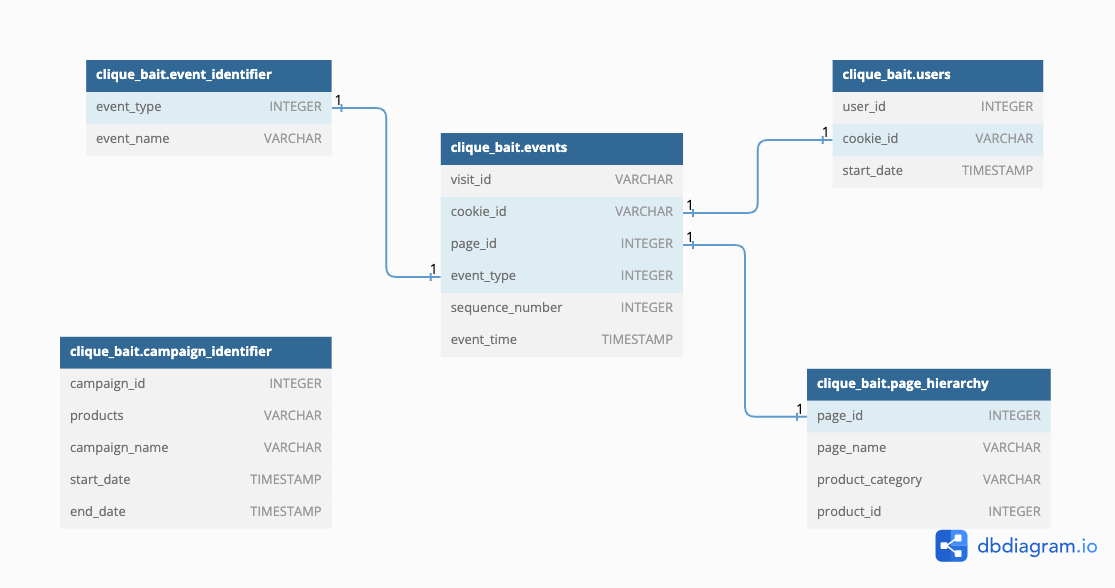 clique_bait.event_identifier
event_type INTEGER
event_name VARCHAR
1
clique_bait.events
visit_id VARCHAR
cookie_id VARCHAR
page_id INTEGER
event_type INTEGER
sequence_number INTEGER
event_time TIMESTAMP
1
1
1
clique_bait.users
user_id INTEGER
cookie_id VARCHAR
start_date TIMESTAMP
1
clique_bait.campaign_identifier
campaign_id INTEGER
products VARCHAR
campaign_name VARCHAR
start_date TIMESTAMP
end_date TIMESTAMP
clique_bait.page_hierarchy
page_id INTEGER
page_name VARCHAR
product_category VARCHAR
product_id INTEGER
1
dbdiagram.io